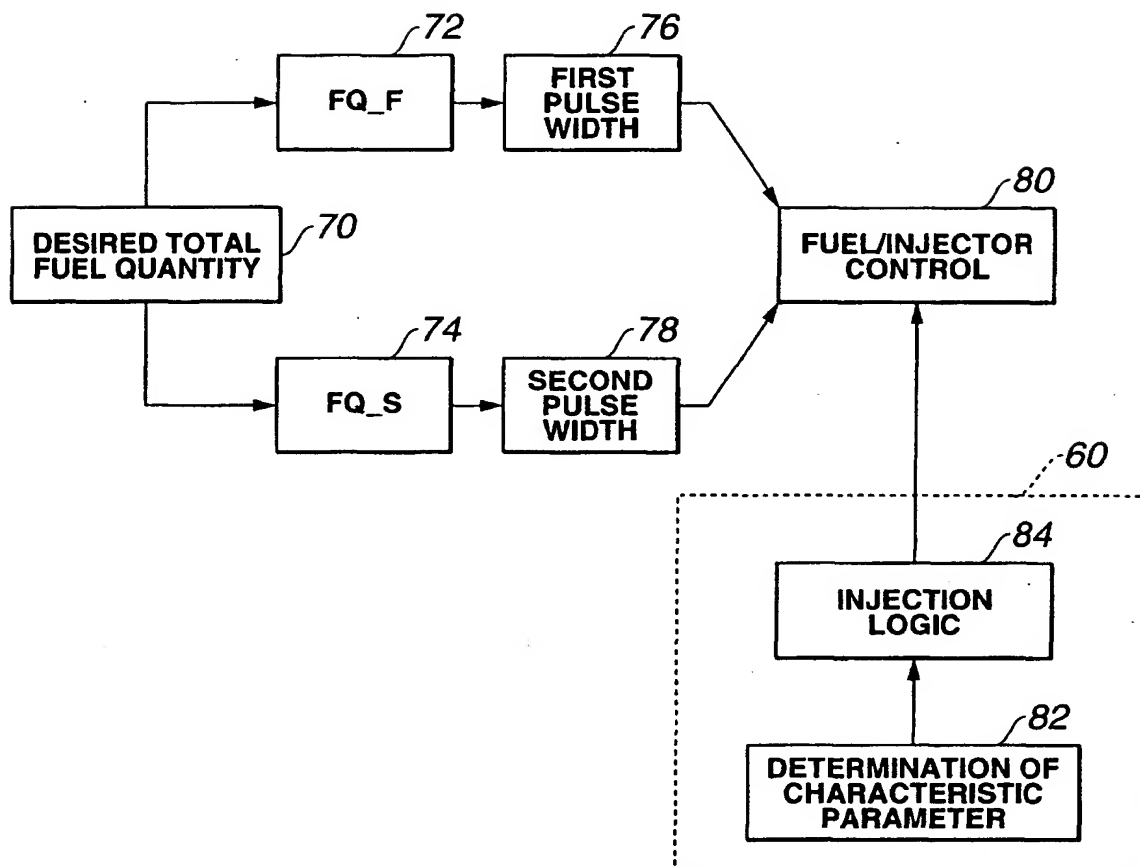 72
76
FQ_F
FIRST
PULSE
WIDTH
80
70
DESIRED TOTAL
FUEL QUANTITY
FUEL/INJECTOR
CONTROL
74
78
FQ_S
SECOND
PULSE
WIDTH
60
84
INJECTION
LOGIC
82
DETERMINATION OF
CHARACTERISTIC
PARAMETER